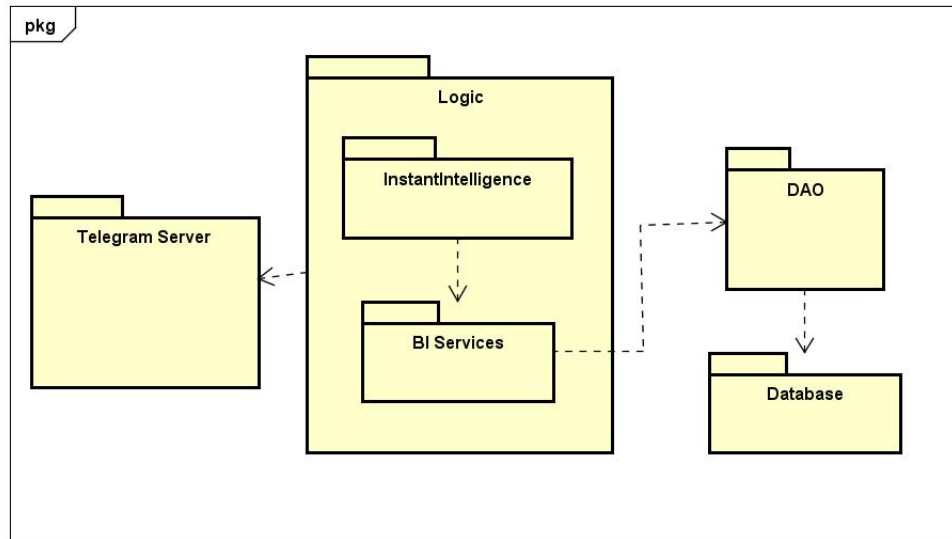 pkg
Logic
InstantIntelligence
DAO
Telegram Server
BI Services
Database